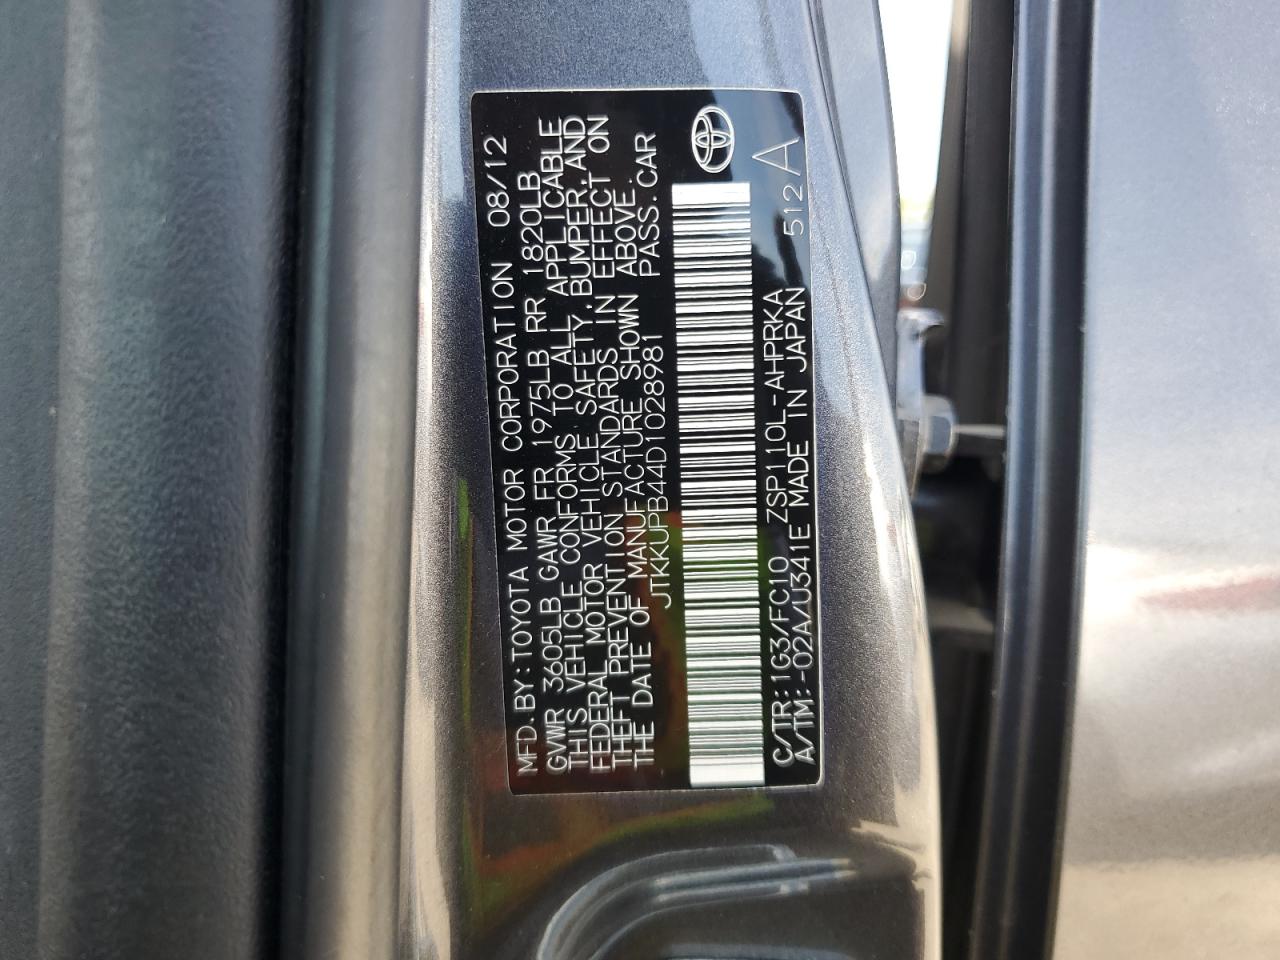 MFD.BY:TOYOTA MOTOR CORPORATION 08/12
GVWR 3605LB GAWR FR 1975LB RR 1820LB
THIS VEHICLE CONFORMS TO ALL APPLICABLE
FEDERAL MOTOR VEHICLE SAFETY,BUMPER,AND
THEFT PREVENTION STANDARDS IN EFFECT ON
THE DATE OF MANUFACTURE SHOWN ABOVE.
JTKKUPB44D1028981 PASS.CAR
C/TR:1G3/FC10 ZSP110L-AHPRKA
A/TM:-02A/U341E MADE IN JAPAN 512 A